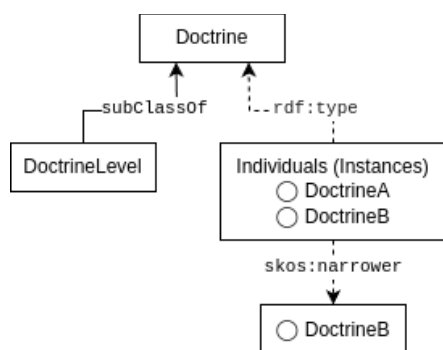 Doctrine
subClassOf
rdf:type
DoctrineLevel
Individuals (Instances)
DoctrineA
DoctrineB
skos:narrower
DoctrineB